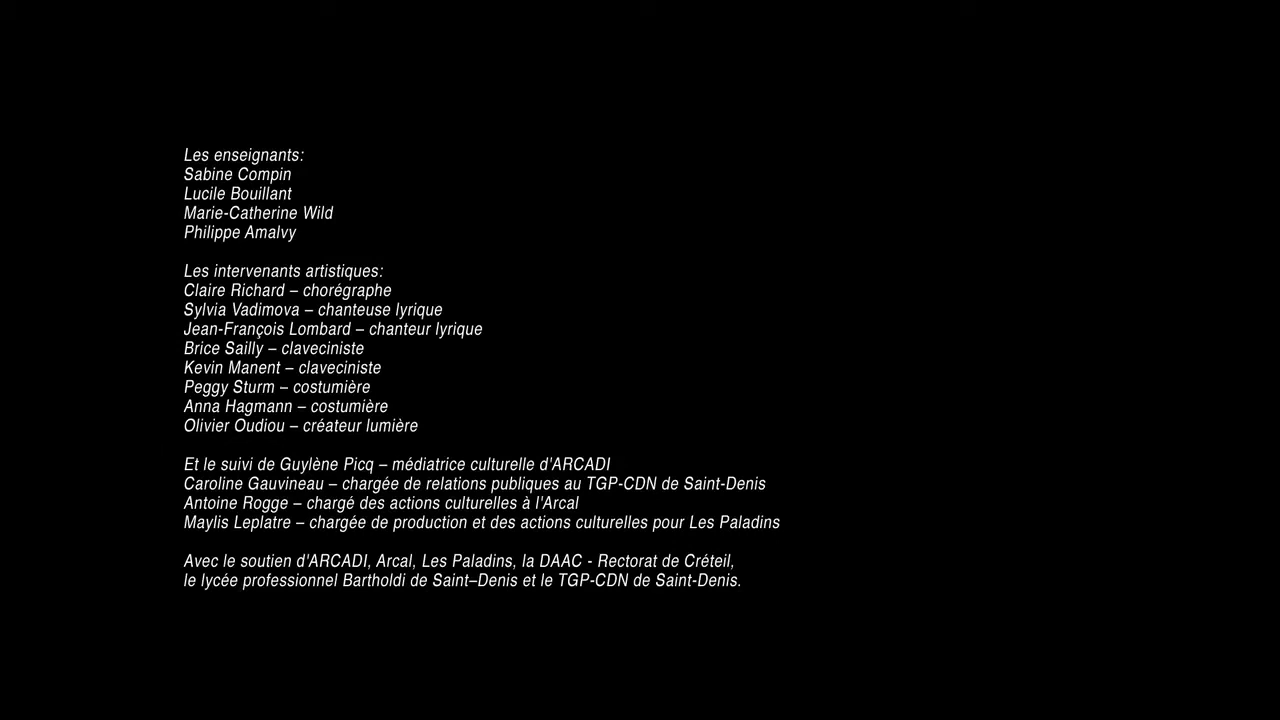 Les enseignants:
Sabine Compin
Lucile Bouillant
Marie-Catherine Wild
Philippe Amalvy
Les intervenants artistiques:
Claire Richard – chorégraphe
Sylvia Vadimova – chanteuse lyrique
Jean-François Lombard – chanteur lyrique
Brice Sailly – claveciniste
Kevin Manent – claveciniste
Peggy Sturm – costumière
Anna Hagmann – costumière
Olivier Oudiou – créateur lumière
Et le suivi de Guylène Picq – médiatrice culturelle d'ARCADI
Caroline Gauvineau – chargée de relations publiques au TGP-CDN de Saint-Denis
Antoine Rogge – chargé des actions culturelles à l'Arcal
Maylis Leplatre – chargée de production et des actions culturelles pour Les Paladins
Avec le soutien d'ARCADI, Arcal, Les Paladins, la DAAC - Rectorat de Créteil,
le lycée professionnel Bartholdi de Saint–Denis et le TGP-CDN de Saint-Denis.